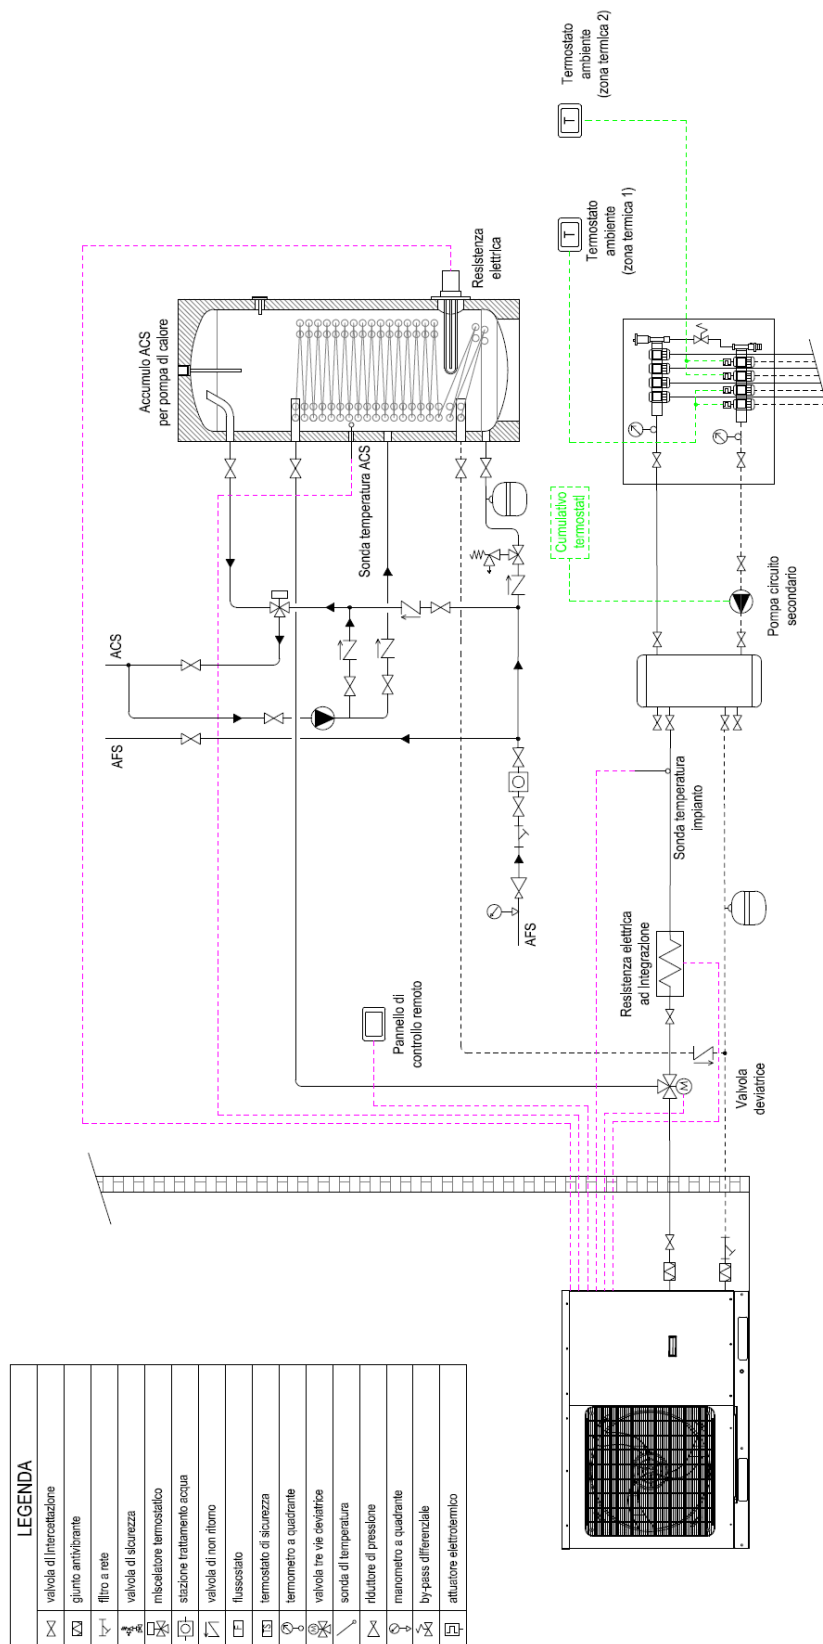 Termostato
ambiente
(zona termica 2)
Termostato
ambiente
(zona termica 1)
T
T
Resistenza
elettrica
Accumulo ACS
per pompa di calore
Sonda temperatura ACS
Cumulativo
termostati
Pompa circuito
secondario
ACS
AFS
AFS
Sonda temperatura
impianto
Resistenza elettrica
ad integrazione
Pannello di
controllo remoto
M
Valvola
deviatrice
LEGENDA
valvola di intercettazione
giunto antivibrante
filtro a rete
valvola di sicurezza
miscelatore termostatico
stazione trattamento acqua
valvola di non ritorno
F flussostato
TS termostato di sicurezza
termometro a quadrante
M valvola tre vie deviatrice
sonda di temperatura
riduttore di pressione
manometro a quadrante
by-pass differenziale
attuatore elettrotermico